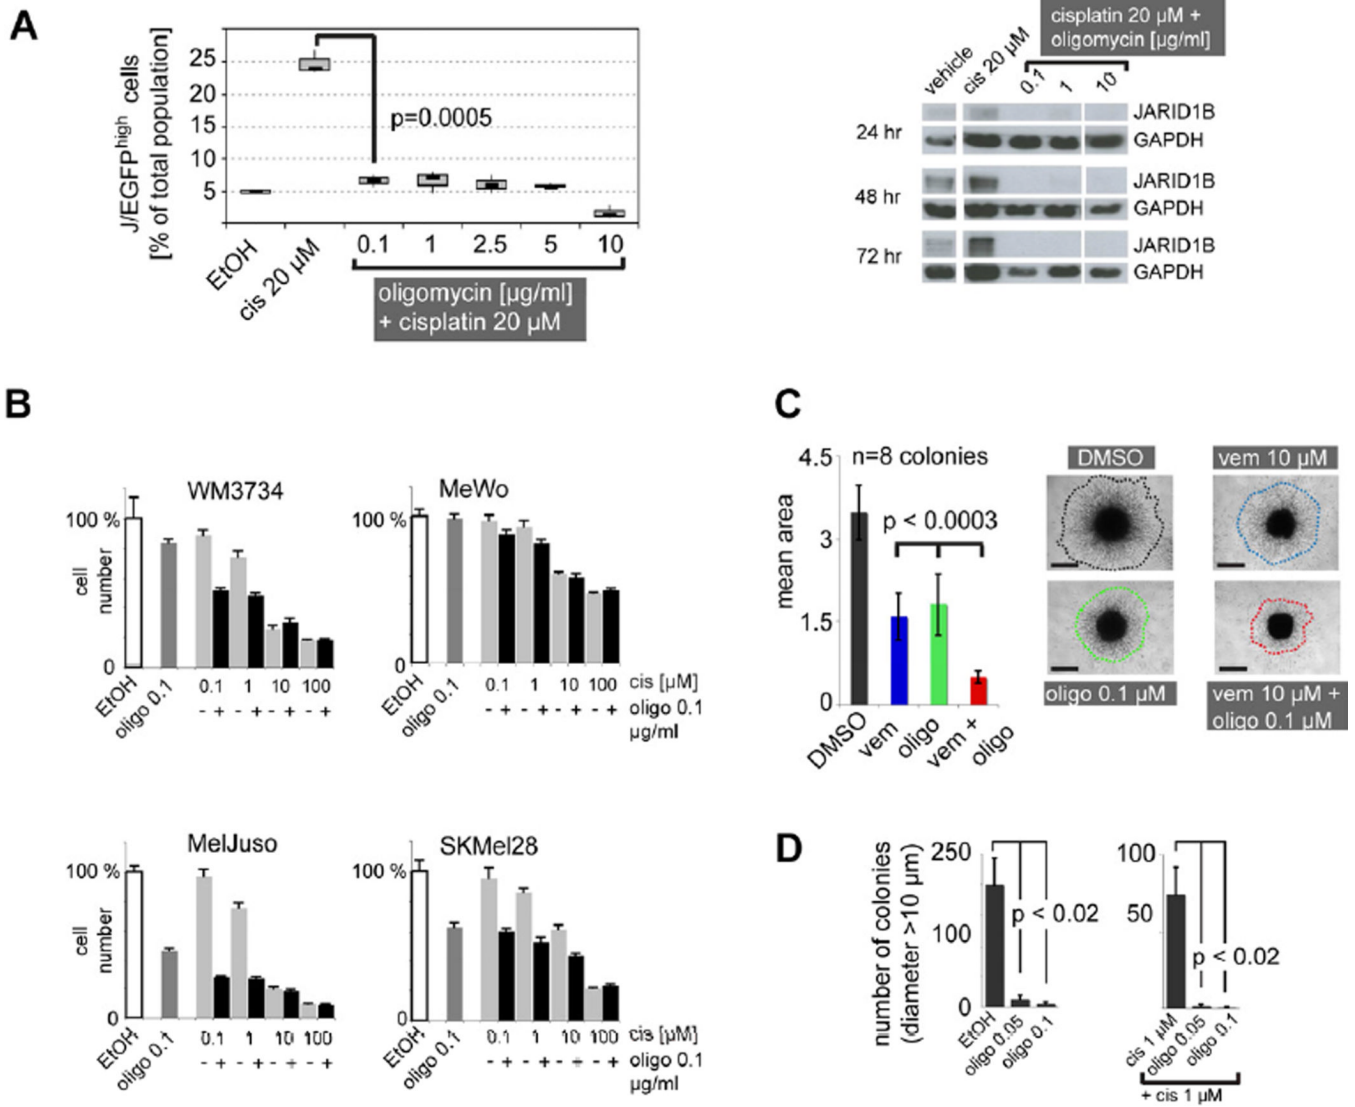 A
J/EGFPhigh cells
[% of total population]
25
20
15
10
5
p=0.0005
EtOH
cis 20 µM
0.1
1
2.5
5
10
oligomycin [µg/ml]
+ cisplatin 20 µM
cisplatin 20 µM +
oligomycin [µg/ml]
vehicle
cis 20 µM
0.1
1
10
24 hr
JARID1B
GAPDH
48 hr
JARID1B
GAPDH
72 hr
JARID1B
GAPDH
B
WM3734
100 %
cell
number
0
EtOH
oligo 0.1
0.1 1 10 100
- + - + - + - +
MeWo
100 %
0
EtOH
oligo 0.1
0.1 1 10 100 cis [µM]
- + - + - + - + oligo 0.1
µg/ml
MelJuso
100 %
cell
number
0
EtOH
oligo 0.1
0.1 1 10 100
- + - + - + - +
SKMel28
100 %
0
EtOH
oligo 0.1
0.1 1 10 100 cis [µM]
- + - + - + - + oligo 0.1
µg/ml
C
mean area
4.5
3
1.5
0
n=8 colonies
p < 0.0003
DMSO
vem
oligo
vem +
oligo
DMSO
vem 10 µM
oligo 0.1 µM
vem 10 µM +
oligo 0.1 µM
D
number of colonies
(diameter >10 µm)
250
100
0
p < 0.02
EtOH
oligo 0.05
oligo 0.1
100
50
0
p < 0.02
cis 1 µM
oligo 0.05
oligo 0.1
+ cis 1 µM